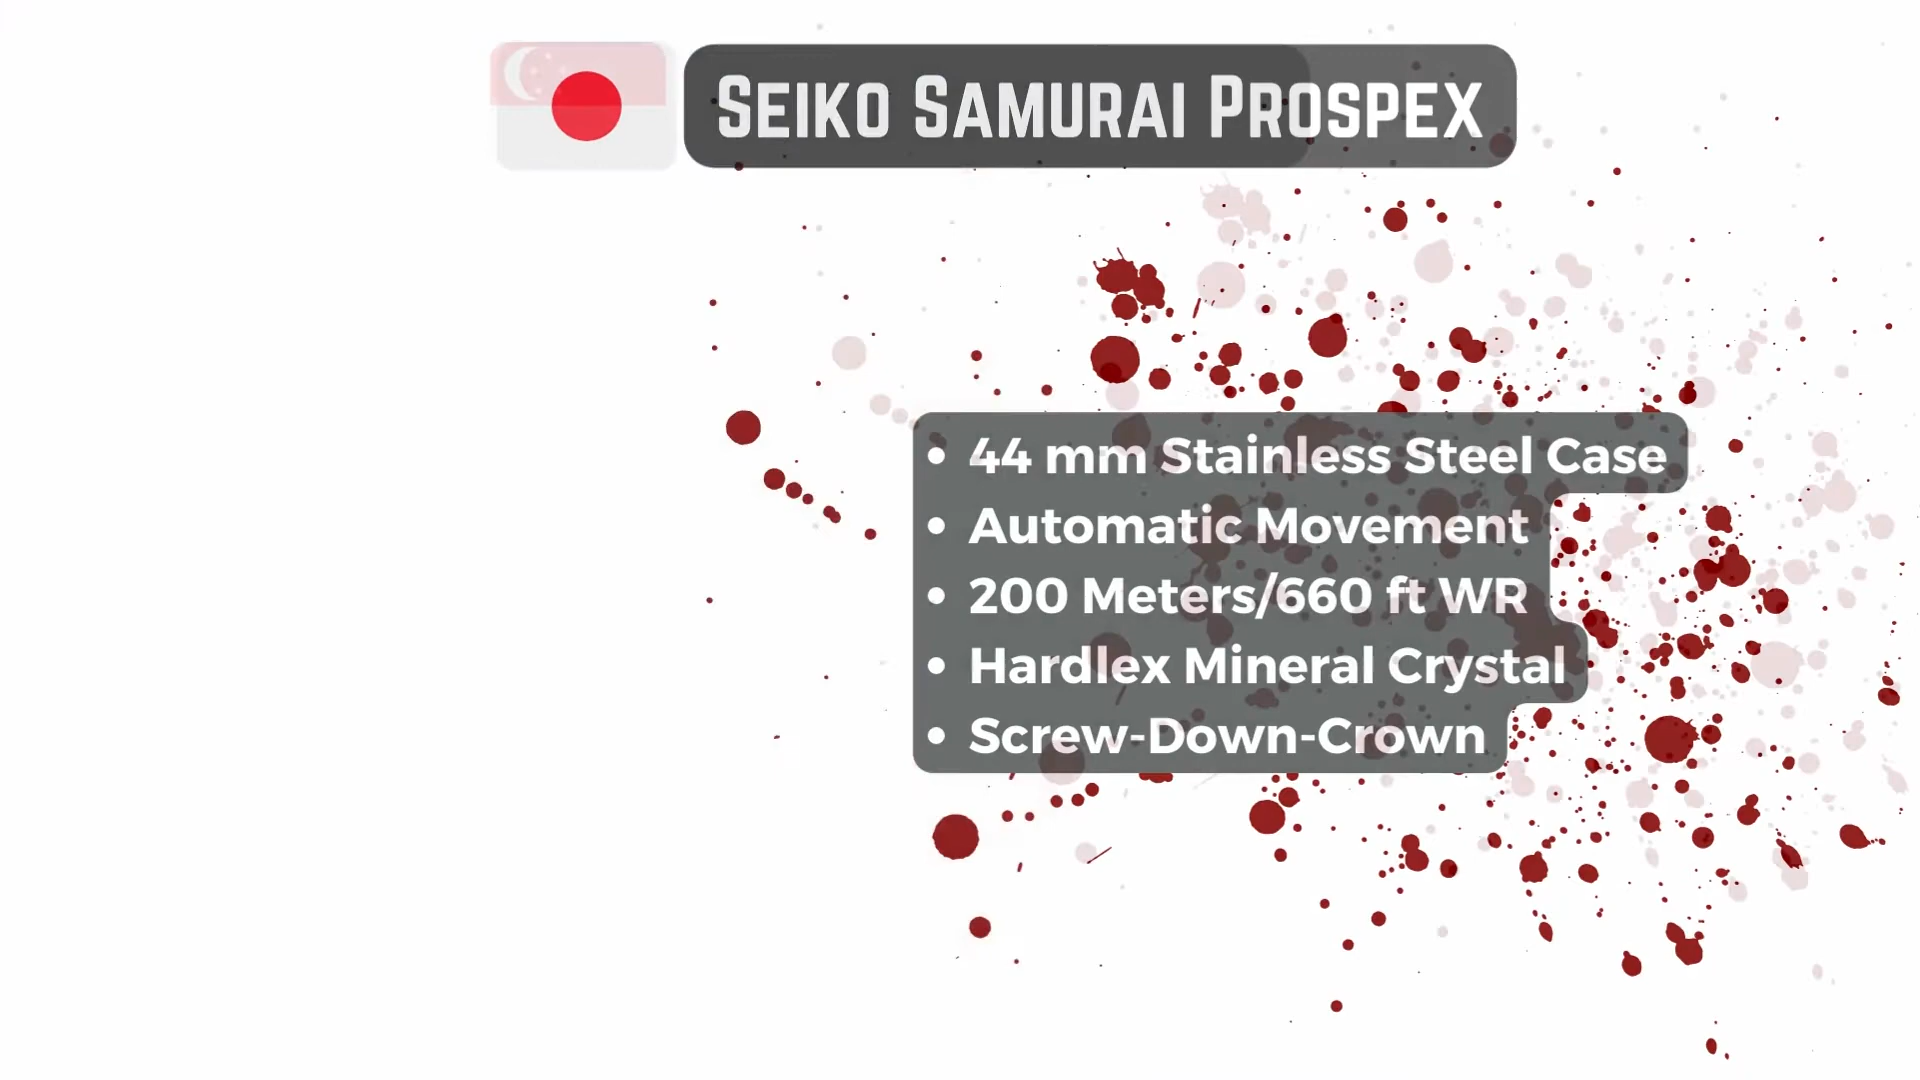 Seiko Samurai Prospex
• 44 mm Stainless Steel Case
• Automatic Movement
• 200 Meters/660 ft WR
• Hardlex Mineral Crystal
• Screw-Down-Crown